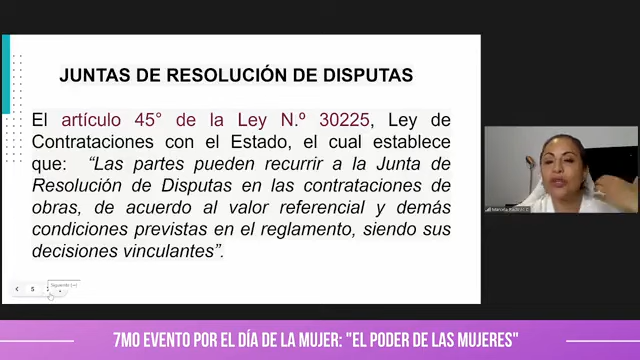 JUNTAS DE RESOLUCIÓN DE DISPUTAS
El artículo 45° de la Ley N.º 30225, Ley de
Contrataciones con el Estado, el cual establece
que: “Las partes pueden recurrir a la Junta de
Resolución de Disputas en las contrataciones de
obras, de acuerdo al valor referencial y demás
condiciones previstas en el reglamento, siendo sus
decisiones vinculantes”.
5
7MO EVENTO POR EL DÍA DE LA MUJER: "EL PODER DE LAS MUJERES"